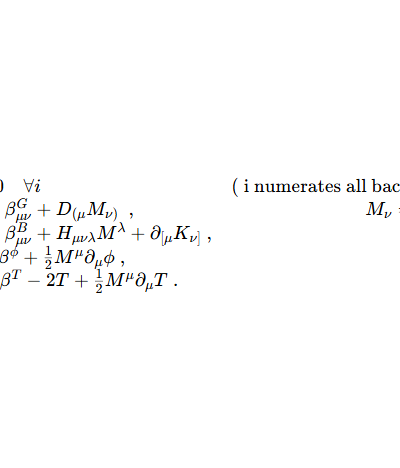 0 ∀i ( i numerates all bac
β^G_{μν} + D_{(μ}M_{ν)} , M_ν =
β^B_{μν} + H_{μνλ}M^λ + ∂_{[μ}K_{ν]} ,
β^φ + ½M^μ∂_μφ ,
β^T − 2T + ½M^μ∂_μT .